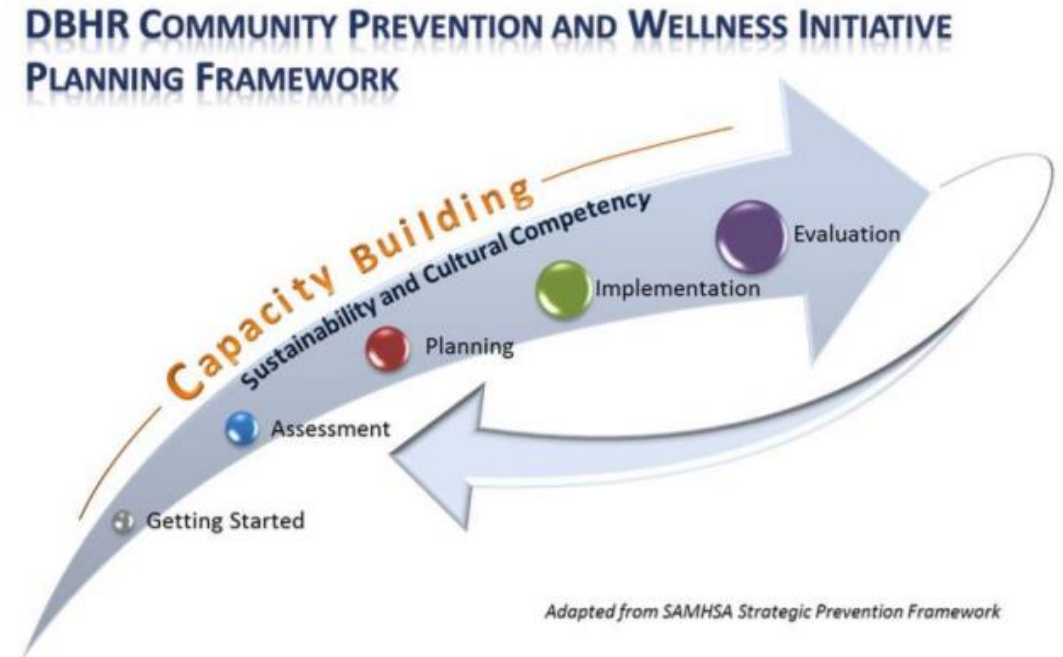 DBHR COMMUNITY PREVENTION AND WELLNESS INITIATIVE
PLANNING FRAMEWORK
Capacity Building
Sustainability and Cultural Competency
Evaluation
Implementation
Planning
Assessment
Getting Started
Adapted from SAMHSA Strategic Prevention Framework